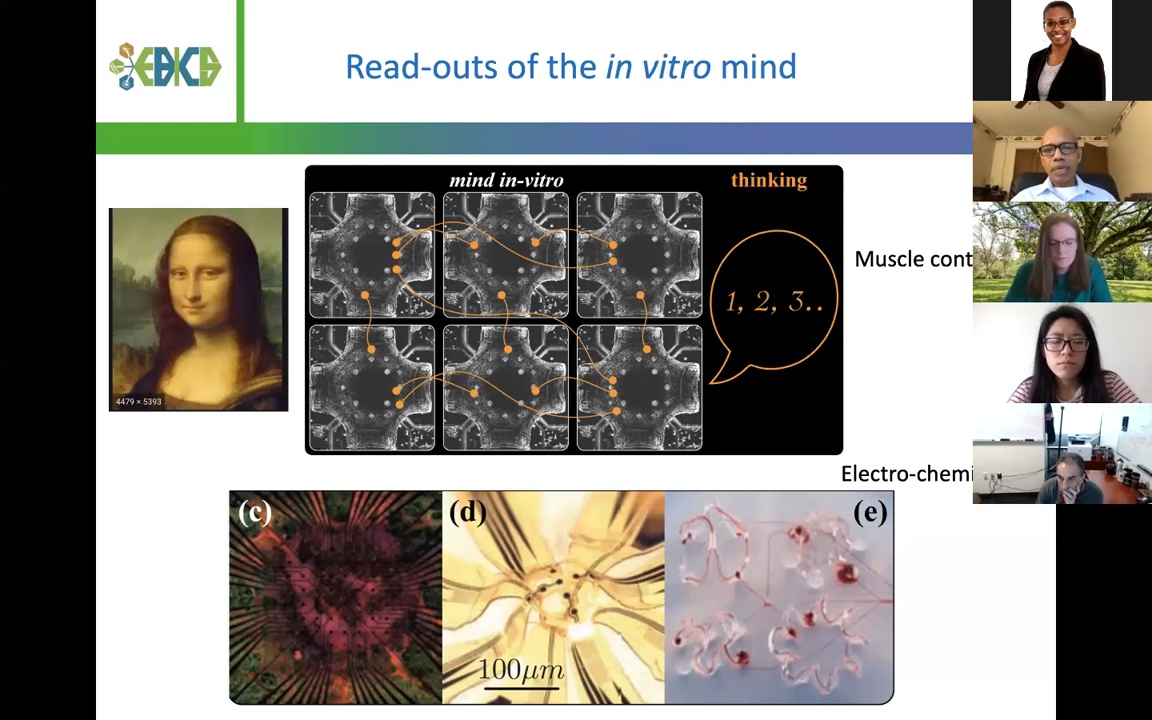 EBICS
Read-outs of the in vitro mind
mind in-vitro
thinking
1, 2, 3..
4479 × 5393
Muscle cont
Electro-chemi
(c)
(d)
(e)
100μm